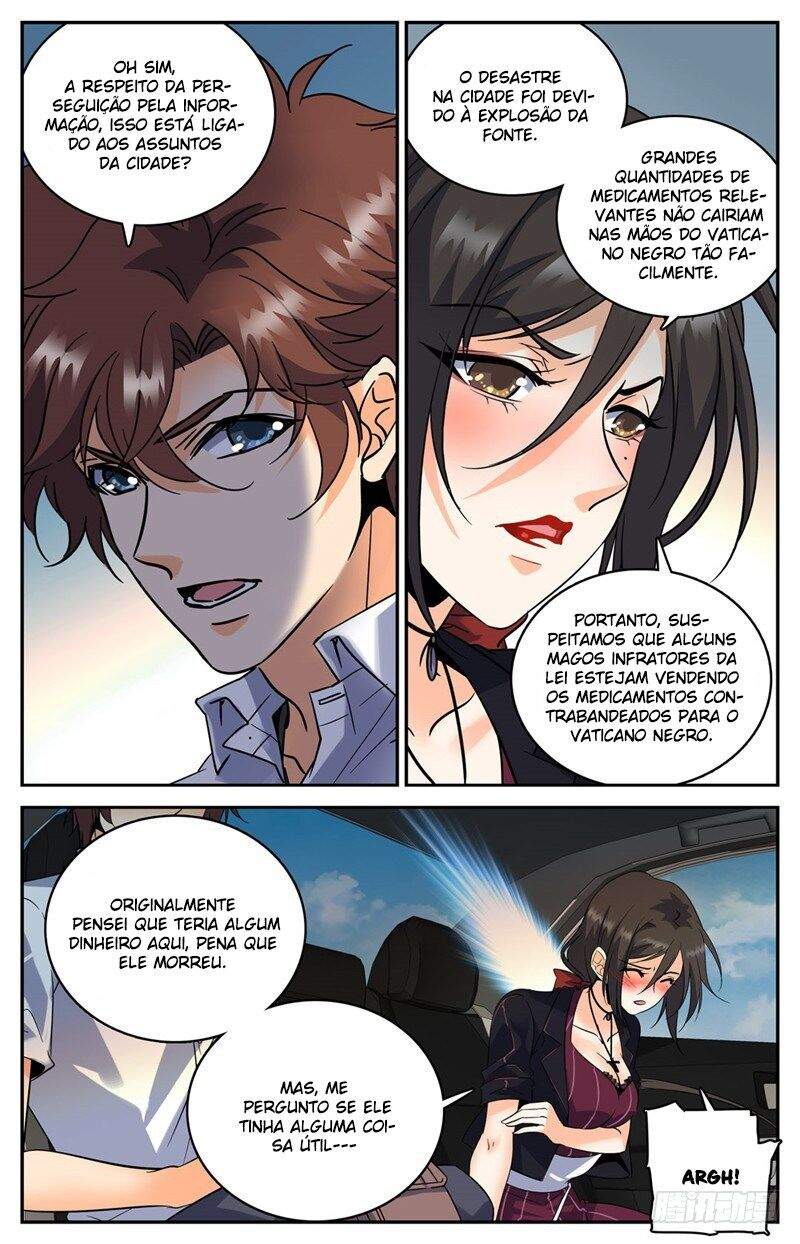 OH SIM,
A RESPEITO DA PER-
SEGUIÇÃO PELA INFOR-
MAÇÃO, ISSO ESTÁ LIGA-
DO AOS ASSUNTOS
DA CIDADE?
O DESASTRE
NA CIDADE FOI DEVI-
DO À EXPLOSÃO DA
FONTE.
GRANDES
QUANTIDADES DE
MEDICAMENTOS RELE-
VANTES NÃO CAIRIAM
NAS MÃOS DO VATICA-
NO NEGRO TÃO FA-
CILMENTE.
PORTANTO, SUS-
PEITAMOS QUE ALGUNS
MAGOS INFRATORES DA
LEI ESTEJAM VENDENDO
OS MEDICAMENTOS CON-
TRABANDEADOS PARA O
VATICANO NEGRO.
ORIGINALMENTE
PENSEI QUE TERIA ALGUM
DINHEIRO AQUI, PENA QUE
ELE MORREU.
MAS, ME
PERGUNTO SE ELE
TINHA ALGUMA COI-
SA ÚTIL---
ARGH!
腾讯动漫